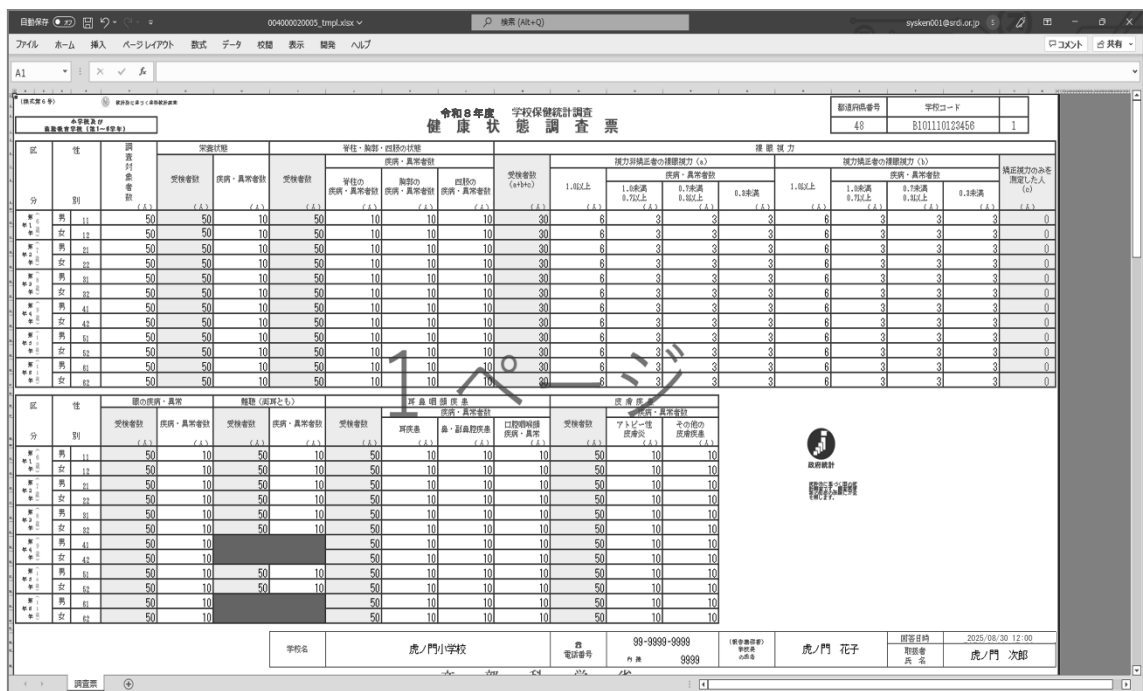 自動保存 オフ 004000020005_tmpl.xlsx 検索 (Alt+Q) sysken001@srdi.or.jp S
ファイル ホーム 挿入 ページ レイアウト 数式 データ 校閲 表示 開発 ヘルプ コメント 共有
A1 fx
(様式第6号)
小学校及び
義務教育学校(第1~6学年)
令和8年度 学校保健統計調査
健康状態調査票
都道府県番号 学校コード
48 B101110123456 1
区分 性別 調査対象者数 (人) 栄養状態 脊柱・胸郭・四肢の状態 裸眼視力
疾病・異常者数 視力非矯正者の裸眼視力 (a) 視力矯正者の裸眼視力 (b)
受検者数 疾病・異常者数 受検者数 脊柱の疾病・異常者数 胸郭の疾病・異常者数 四肢の疾病・異常者数 受検者数 (a+b+c) 1.0以上 1.0未満0.7以上 0.7未満0.3以上 0.3未満 1.0以上 1.0未満0.7以上 0.7未満0.3以上 0.3未満 矯正視力のみを測定した人 (c)
男 11 50 50 10 50 10 10 10 30 6 3 3 3 6 3 3 3 0
女 12 50 50 10 50 10 10 10 30 6 3 3 3 6 3 3 3 0
男 21 50 50 10 50 10 10 10 30 6 3 3 3 6 3 3 3 0
女 22 50 50 10 50 10 10 10 30 6 3 3 3 6 3 3 3 0
男 31 50 50 10 50 10 10 10 30 6 3 3 3 6 3 3 3 0
女 32 50 50 10 50 10 10 10 30 6 3 3 3 6 3 3 3 0
男 41 50 50 10 50 10 10 10 30 6 3 3 3 6 3 3 3 0
女 42 50 50 10 50 10 10 10 30 6 3 3 3 6 3 3 3 0
男 51 50 50 10 50 10 10 10 30 6 3 3 3 6 3 3 3 0
女 52 50 50 10 50 10 10 10 30 6 3 3 3 6 3 3 3 0
男 61 50 50 10 50 10 10 10 30 6 3 3 3 6 3 3 3 0
女 62 50 50 10 50 10 10 10 30 6 3 3 3 6 3 3 3 0
1ページ
区分 性別 眼の疾病・異常 難聴(両耳とも) 耳鼻咽頭疾患 皮膚疾患
疾病・異常者数 疾病・異常者数
受検者数 疾病・異常者数 受検者数 疾病・異常者数 受検者数 耳疾患 鼻・副鼻腔疾患 口腔咽喉頭疾病・異常 受検者数 アトピー性皮膚炎 その他の皮膚疾患
男 11 50 10 50 10 50 10 10 10 50 10 10
女 12 50 10 50 10 50 10 10 10 50 10 10
男 21 50 10 50 10 50 10 10 10 50 10 10
女 22 50 10 50 10 50 10 10 10 50 10 10
男 31 50 10 50 10 50 10 10 10 50 10 10
女 32 50 10 50 10 50 10 10 10 50 10 10
男 41 50 10 50 10 10 10 50 10 10
女 42 50 10 50 10 10 10 50 10 10
男 51 50 10 50 10 50 10 10 10 50 10 10
女 52 50 10 50 10 50 10 10 10 50 10 10
男 61 50 10 50 10 10 10 50 10 10
女 62 50 10 50 10 10 10 50 10 10
政府統計
学校名 虎ノ門小学校 電話番号 99-9999-9999 内線 9999 虎ノ門 花子 回答日時 2025/08/30 12:00
取扱者氏名 虎ノ門 次郎
文部科学省
調査票